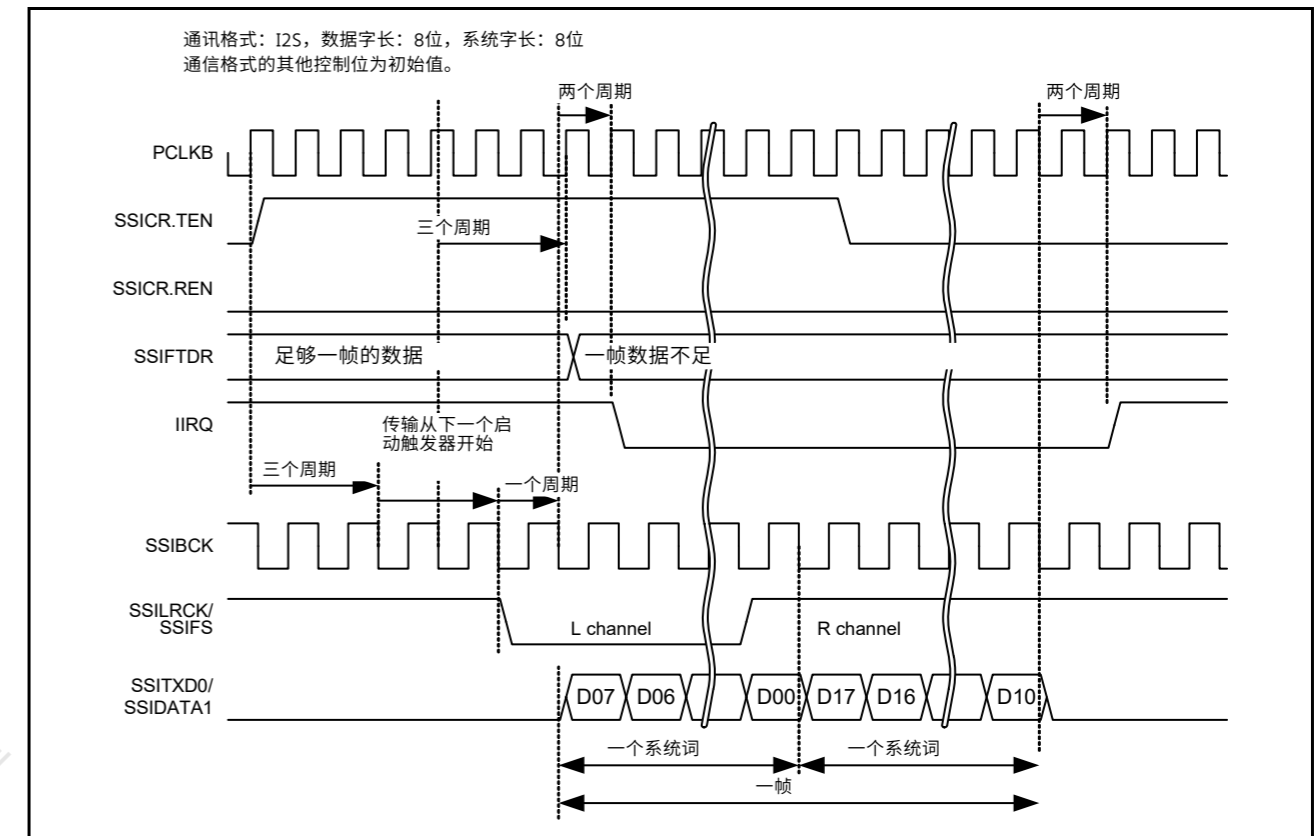 通讯格式：I2S，数据字长：8位，系统字长：8位
通信格式的其他控制位为初始值。
两个周期
两个周期
PCLKB
SSICR.TEN
三个周期
SSICR.REN
SSIFTDR
足够一帧的数据
一帧数据不足
IIRQ
传输从下一个启
动触发器开始
三个周期
一个周期
SSIBCK
SSILRCK/
SSIFS
L channel
R channel
SSITXD0/
SSIDATA1
D07
D06
D00
D17
D16
D10
一个系统词
一个系统词
一帧